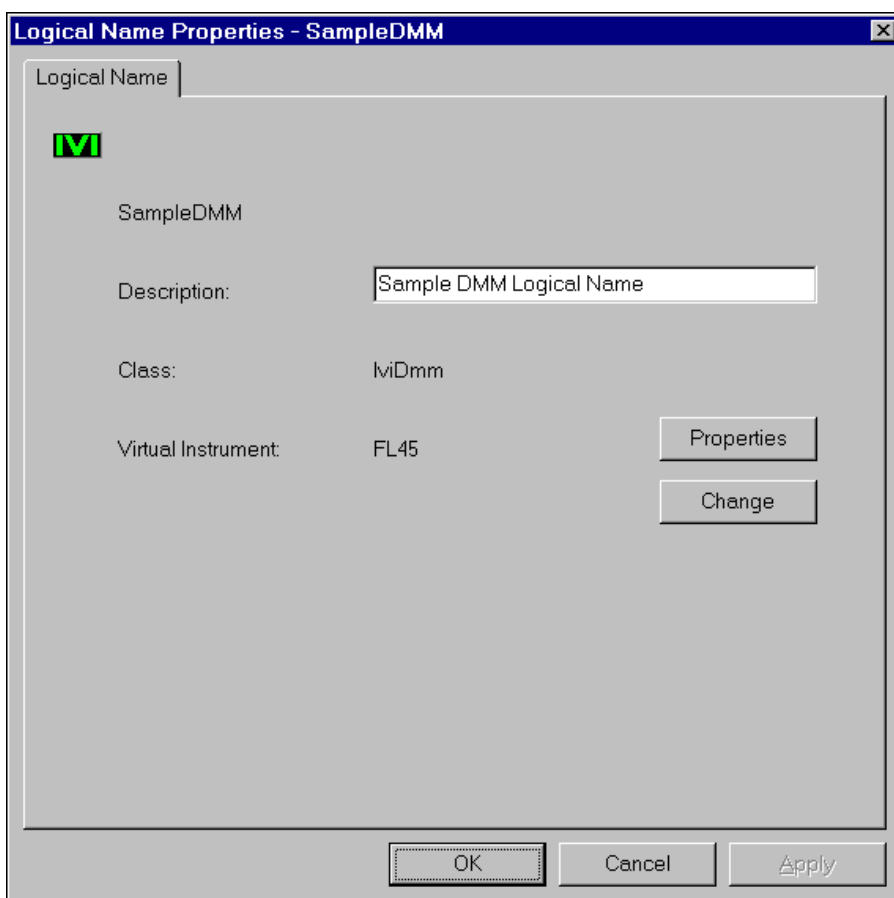 Logical Name Properties - SampleDMM
Logical Name
IVI
SampleDMM
Description: Sample DMM Logical Name
Class: IviDmm
Virtual Instrument: FL45 Properties
Change
OK Cancel Apply